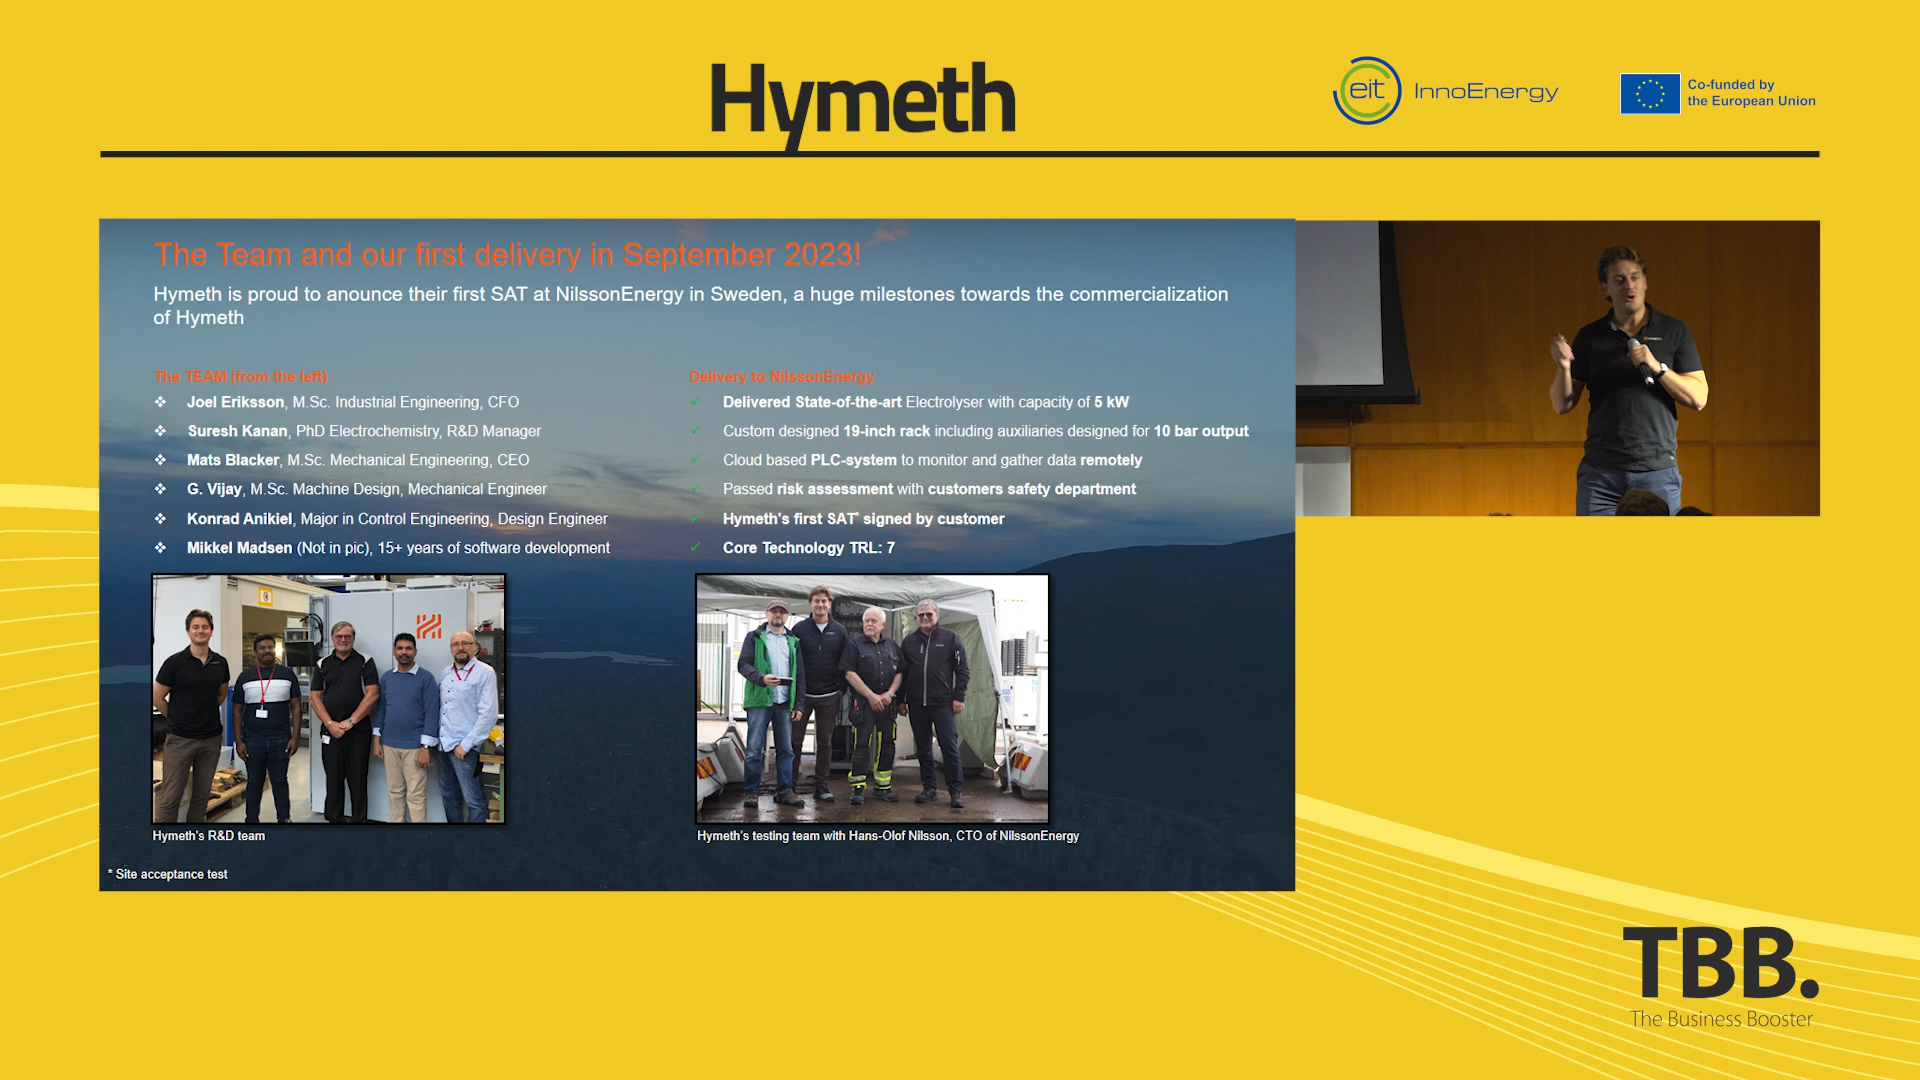 Hymeth
eit InnoEnergy
Co-funded by
the European Union
The Team and our first delivery in September 2023!
Hymeth is proud to anounce their first SAT at NilssonEnergy in Sweden, a huge milestones towards the commercialization
of Hymeth
The TEAM (from the left)
❖ Joel Eriksson, M.Sc. Industrial Engineering, CFO
❖ Suresh Kanan, PhD Electrochemistry, R&D Manager
❖ Mats Blacker, M.Sc. Mechanical Engineering, CEO
❖ G. Vijay, M.Sc. Machine Design, Mechanical Engineer
❖ Konrad Anikiel, Major in Control Engineering, Design Engineer
❖ Mikkel Madsen (Not in pic), 15+ years of software development
Delivery to NilssonEnergy
✓ Delivered State-of-the-art Electrolyser with capacity of 5 kW
✓ Custom designed 19-inch rack including auxiliaries designed for 10 bar output
✓ Cloud based PLC-system to monitor and gather data remotely
✓ Passed risk assessment with customers safety department
✓ Hymeth's first SAT* signed by customer
✓ Core Technology TRL: 7
Hymeth's R&D team
Hymeth's testing team with Hans-Olof Nilsson, CTO of NilssonEnergy
* Site acceptance test
TBB.
The Business Booster